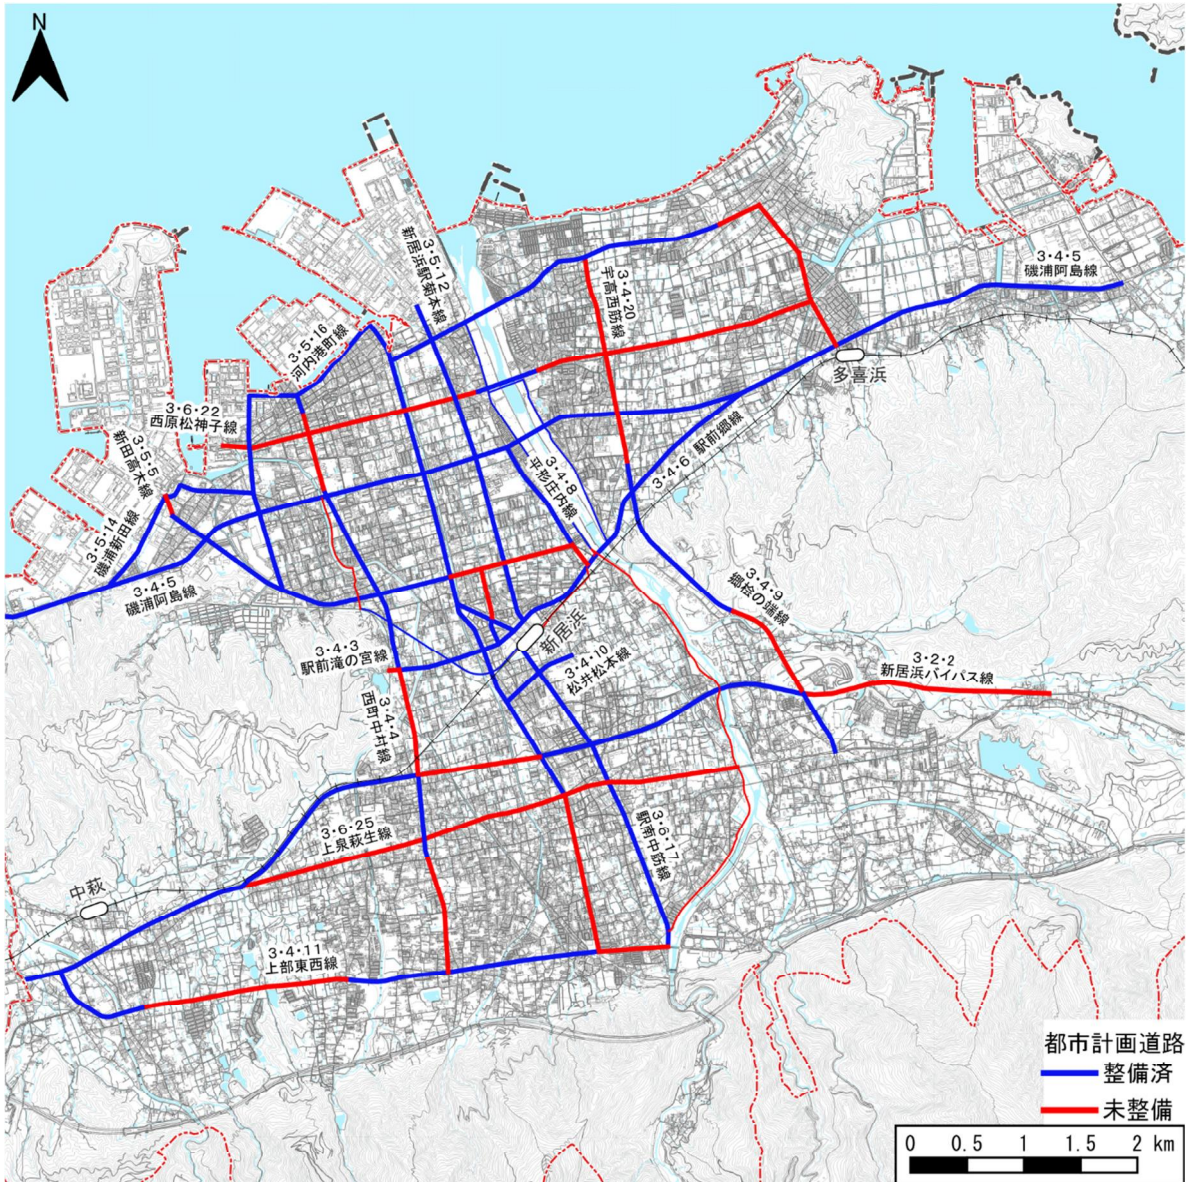 N
3・5・12
新居浜駅菊本線
3・4・20
宇高西筋線
3・4・5
磯浦阿島線
3・5・16
河内港町線
多喜浜
3・6・22
西原松神子線
3・5・5
新田高木線
3・4・6 駅前郷線
3・4・8
平形庄内線
3・5・14
磯浦新田線
3・4・5
磯浦阿島線
3・4・9
郷桧の端線
新居浜
3・4・3
駅前滝の宮線
3・4・10
松井松本線
3・2・2
新居浜バイパス線
3・4・4
西町中村線
3・6・25
上泉萩生線
3・5・17
駅南中筋線
中萩
3・4・11
上部東西線
都市計画道路
整備済
未整備
0 0.5 1 1.5 2 km